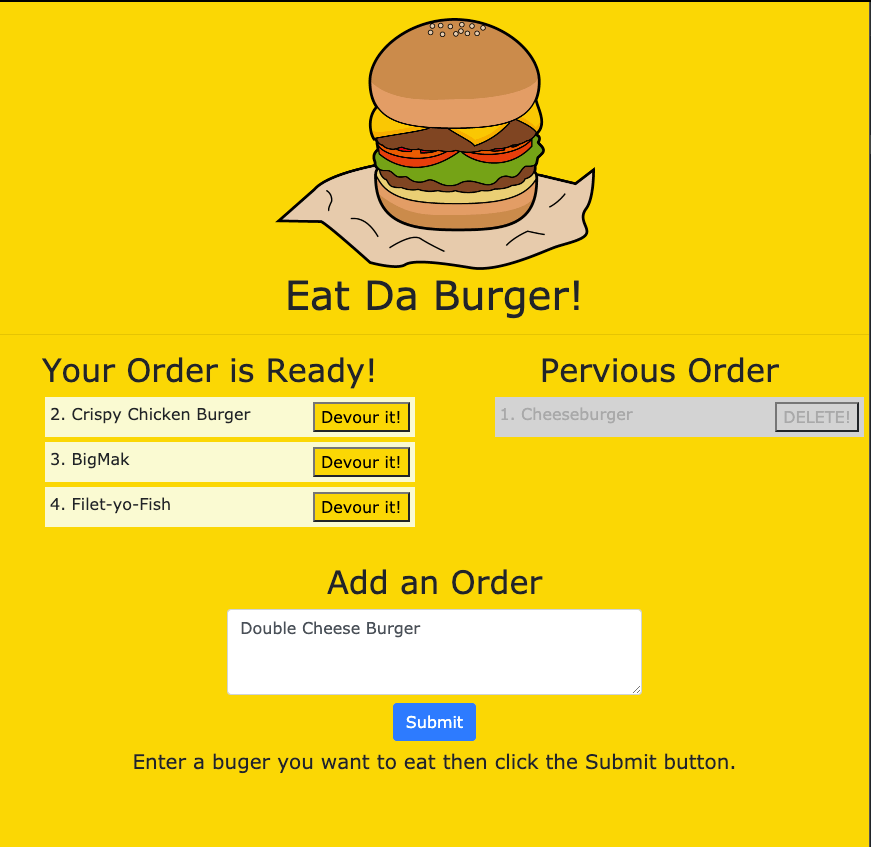 Eat Da Burger!
Your Order is Ready!
2. Crispy Chicken Burger Devour it!
3. BigMak Devour it!
4. Filet-yo-Fish Devour it!
Pervious Order
1. Cheeseburger DELETE!
Add an Order
Double Cheese Burger
Submit
Enter a buger you want to eat then click the Submit button.